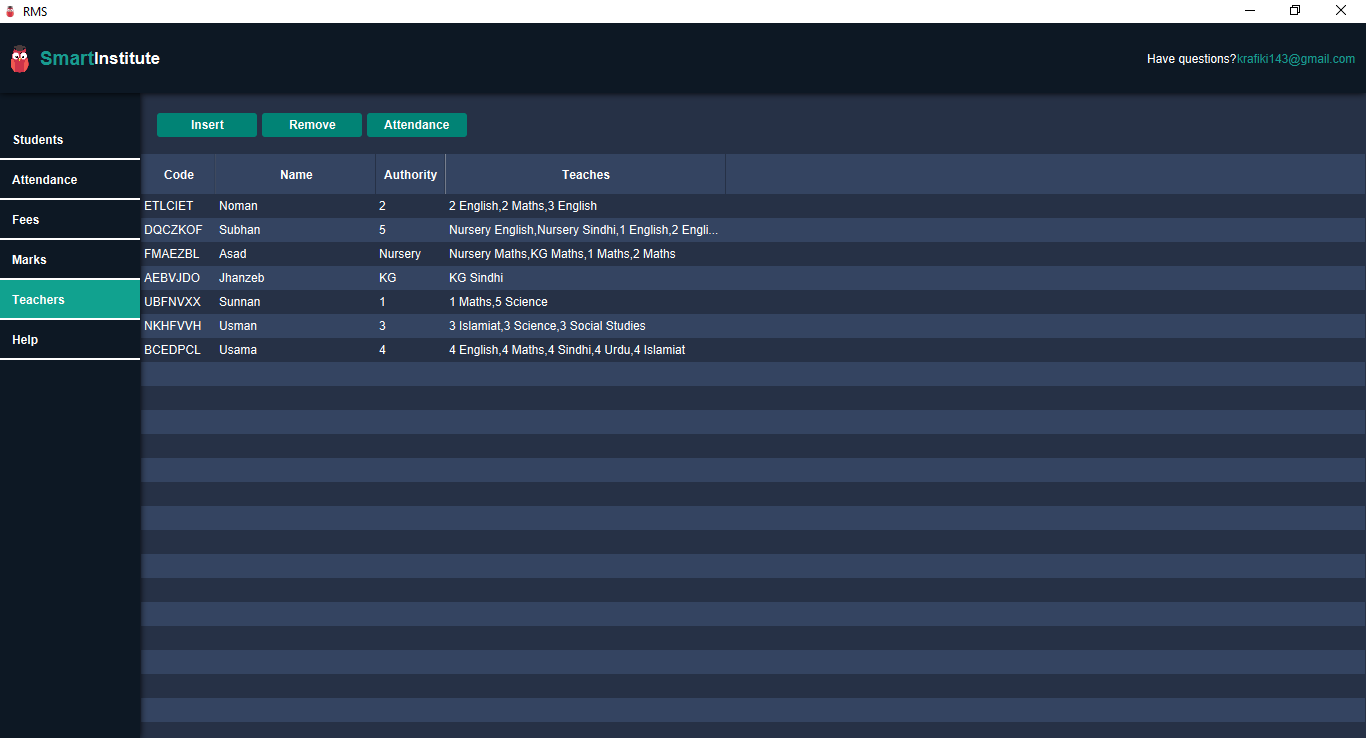 RMS
SmartInstitute
Have questions?krafiki143@gmail.com
Students
Attendance
Fees
Marks
Teachers
Help
Insert Remove Attendance
Code Name Authority Teaches
ETLCIET Noman 2 2 English,2 Maths,3 English
DQCZKOF Subhan 5 Nursery English,Nursery Sindhi,1 English,2 Engli...
FMAEZBL Asad Nursery Nursery Maths,KG Maths,1 Maths,2 Maths
AEBVJDO Jhanzeb KG KG Sindhi
UBFNVXX Sunnan 1 1 Maths,5 Science
NKHFVVH Usman 3 3 Islamiat,3 Science,3 Social Studies
BCEDPCL Usama 4 4 English,4 Maths,4 Sindhi,4 Urdu,4 Islamiat